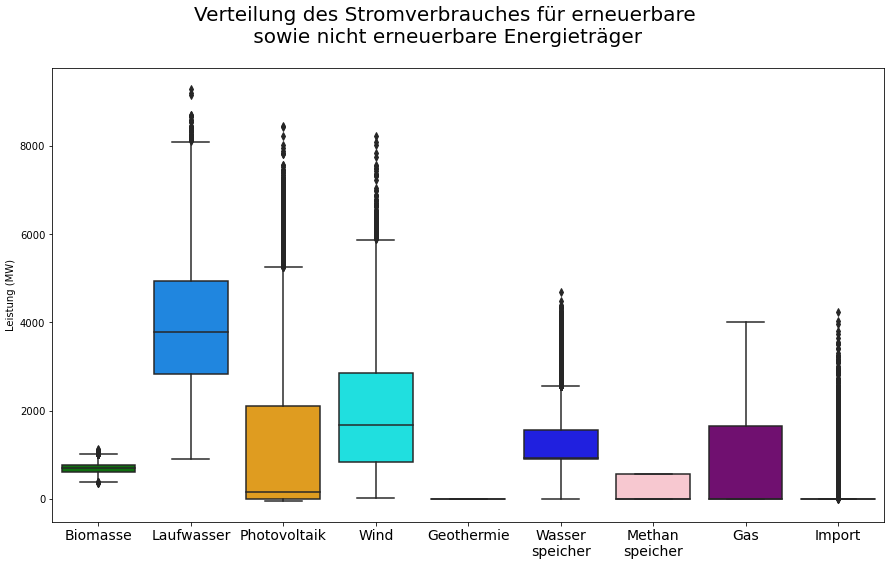 Verteilung des Stromverbrauches für erneuerbare
sowie nicht erneuerbare Energieträger
Leistung (MW)
8000
6000
4000
2000
0
Biomasse
Laufwasser
Photovoltaik
Wind
Geothermie
Wasser
speicher
Methan
speicher
Gas
Import